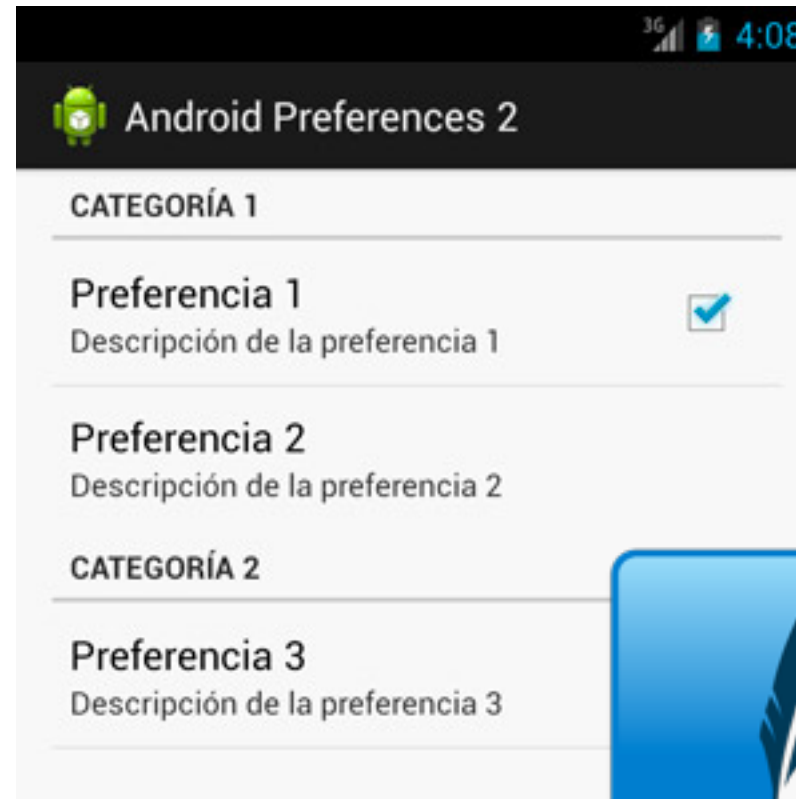 3G 4:08
Android Preferences 2
CATEGORÍA 1
Preferencia 1
Descripción de la preferencia 1
Preferencia 2
Descripción de la preferencia 2
CATEGORÍA 2
Preferencia 3
Descripción de la preferencia 3